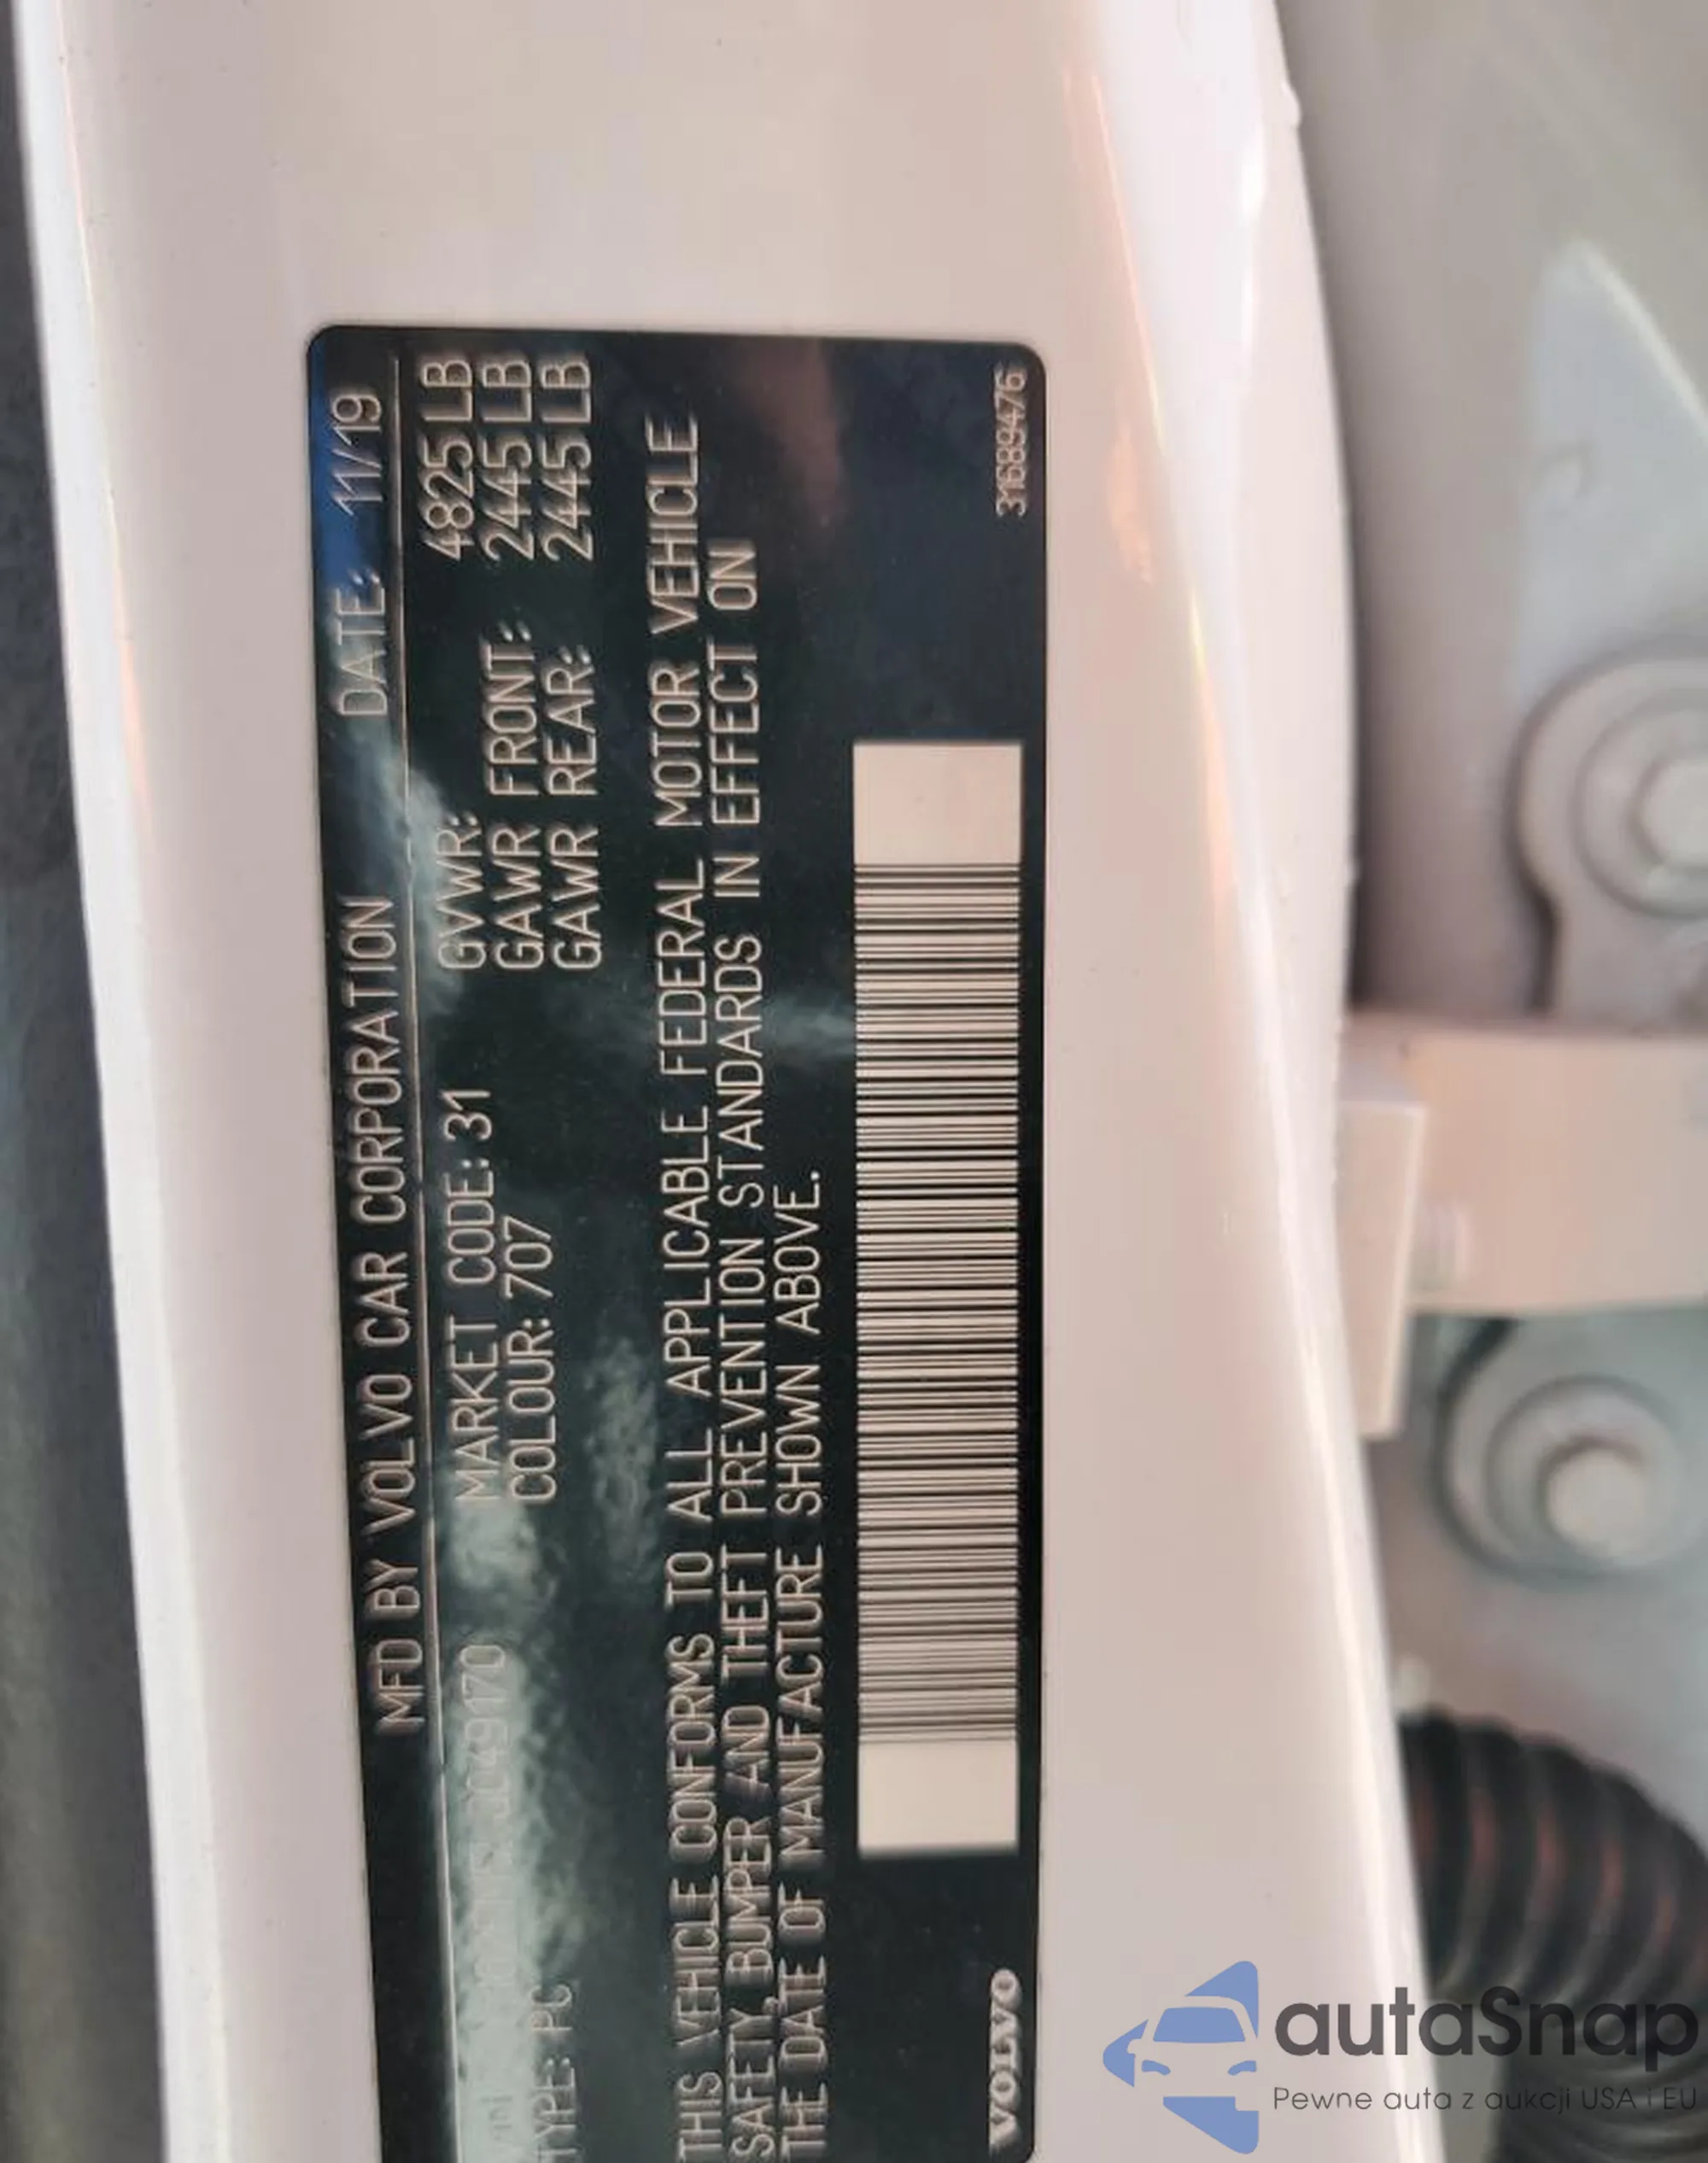 MFD BY VOLVO CAR CORPORATION DATE: 11/19
MARKET CODE: 31 GVWR: 4825 LB
TYPE: PC COLOUR: 707 GAWR FRONT: 2445 LB
GAWR REAR: 2445 LB
THIS VEHICLE CONFORMS TO ALL APPLICABLE FEDERAL MOTOR VEHICLE
SAFETY, BUMPER AND THEFT PREVENTION STANDARDS IN EFFECT ON
THE DATE OF MANUFACTURE SHOWN ABOVE.
VOLVO 31689476
autaSnap
Pewne auta z aukcji USA i EU